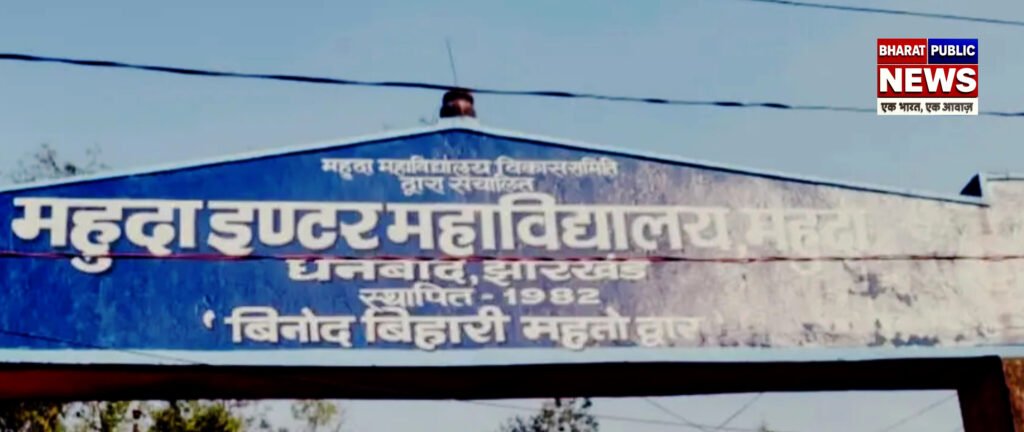 महुदा महाविद्यालय विकास समिति
द्वारा संचालित
महुदा इण्टर महाविद्यालय, महुदा
धनबाद, झारखंड
स्थापित - 1982
'बिनोद बिहारी महतो द्वार'
BHARAT PUBLIC
NEWS
एक भारत, एक आवाज़